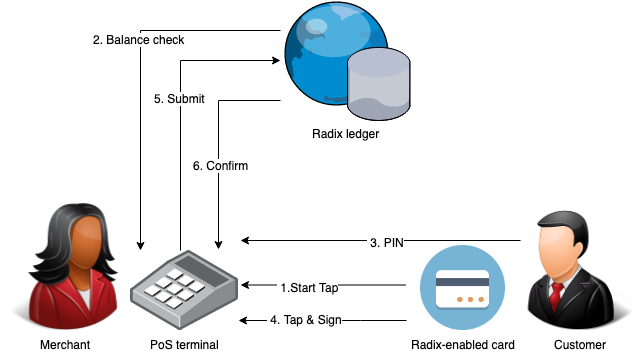 2. Balance check
5. Submit
Radix ledger
6. Confirm
3. PIN
1.Start Tap
4. Tap & Sign
Merchant
PoS terminal
Radix-enabled card
Customer